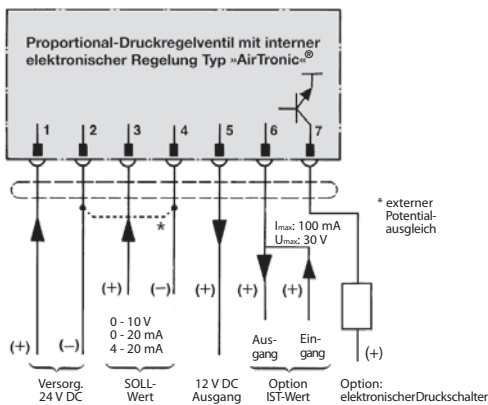 Proportional-Druckregelventil mit interner
elektronischer Regelung Typ »AirTronic«®
1 2 3 4 5 6 7
* externer
Potential-
ausgleich
*
Imax: 100 mA
Umax: 30 V
(+) (−) (+) (+) (+)
0 - 10 V
0 - 20 mA
4 - 20 mA
Aus-
gang
Ein-
gang
(+) (−) (+)
Versorg.
24 V DC
SOLL-
Wert
12 V DC
Ausgang
Option
IST-Wert
Option:
elektronischerDruckschalter